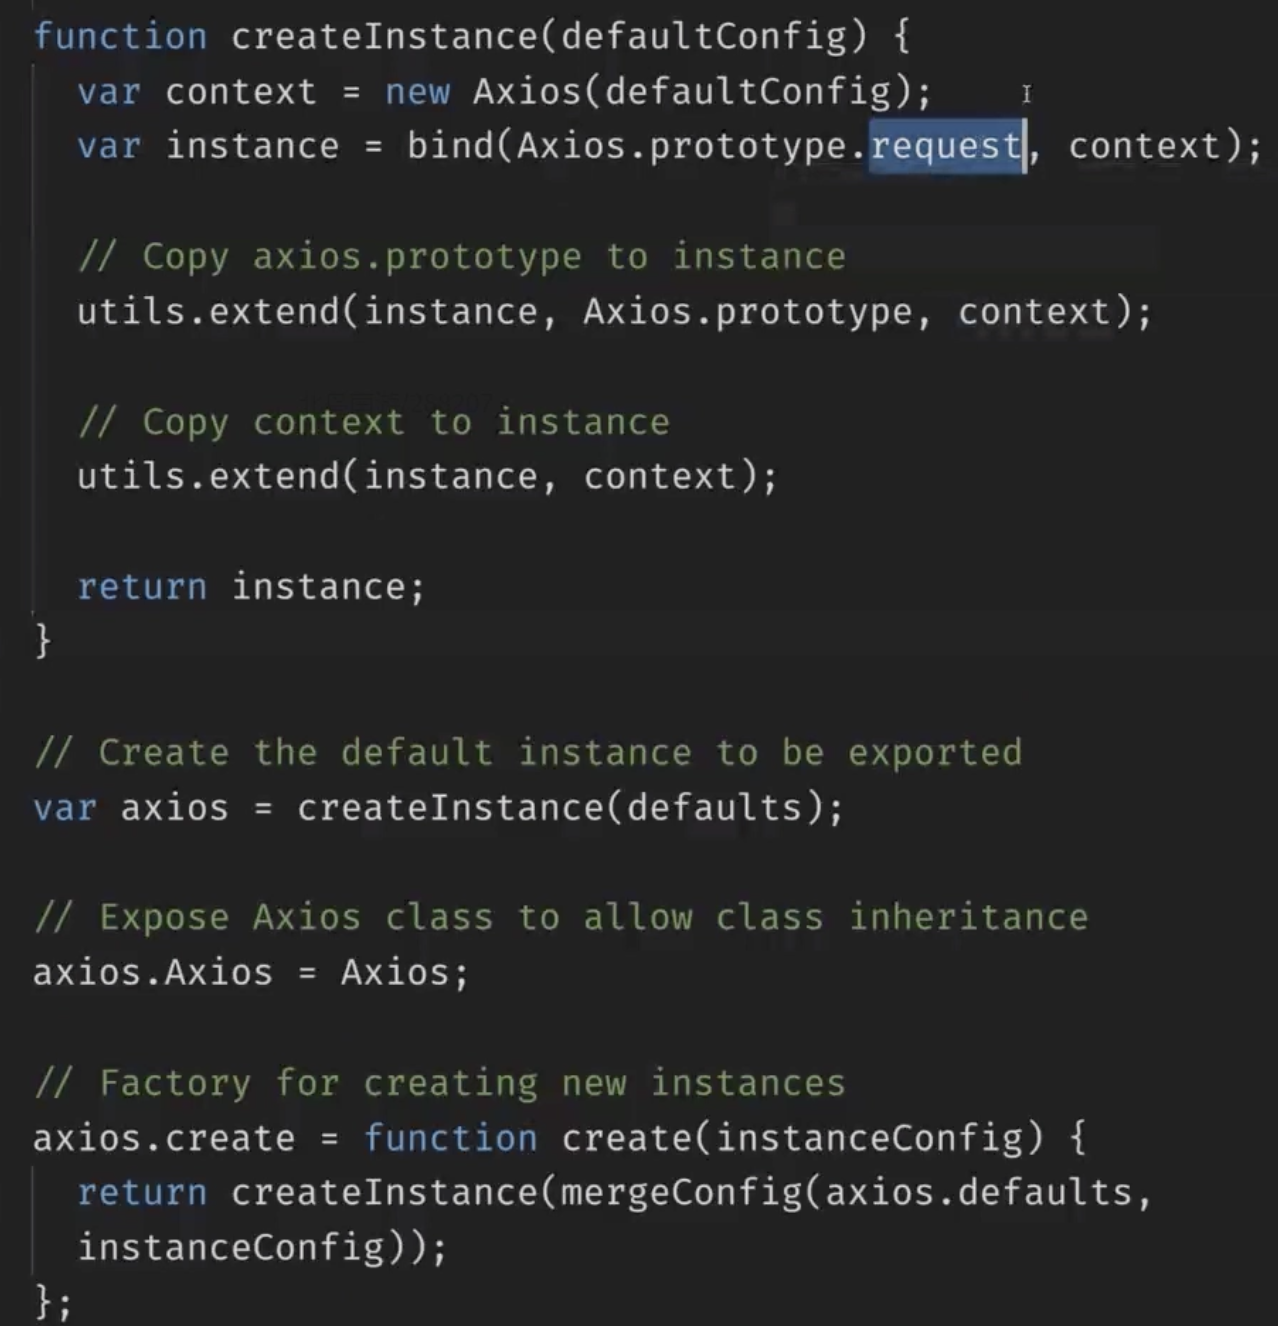 function createInstance(defaultConfig) {
var context = new Axios(defaultConfig);
var instance = bind(Axios.prototype.request, context);
// Copy axios.prototype to instance
utils.extend(instance, Axios.prototype, context);
// Copy context to instance
utils.extend(instance, context);
return instance;
}
// Create the default instance to be exported
var axios = createInstance(defaults);
// Expose Axios class to allow class inheritance
axios.Axios = Axios;
// Factory for creating new instances
axios.create = function create(instanceConfig) {
return createInstance(mergeConfig(axios.defaults,
instanceConfig));
};